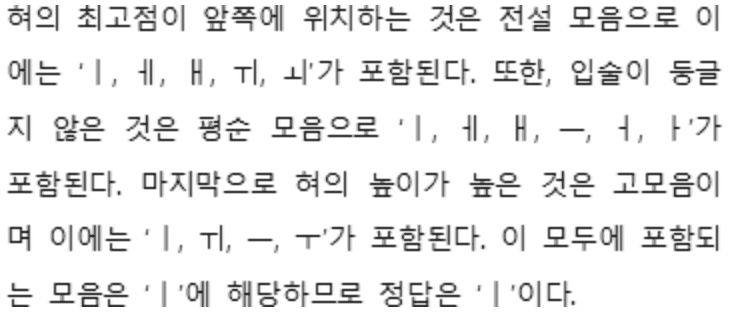 혀의 최고점이 앞쪽에 위치하는 것은 전설 모음으로 이
에는 ‘ㅣ, ㅔ, ㅐ, ㅟ, ㅚ’가 포함된다. 또한, 입술이 둥글
지 않은 것은 평순 모음으로 ‘ㅣ, ㅔ, ㅐ, ㅡ, ㅓ, ㅏ’가
포함된다. 마지막으로 혀의 높이가 높은 것은 고모음이
며 이에는 ‘ㅣ, ㅟ, ㅡ, ㅜ’가 포함된다. 이 모두에 포함되
는 모음은 ‘ㅣ’에 해당하므로 정답은 ‘ㅣ’이다.